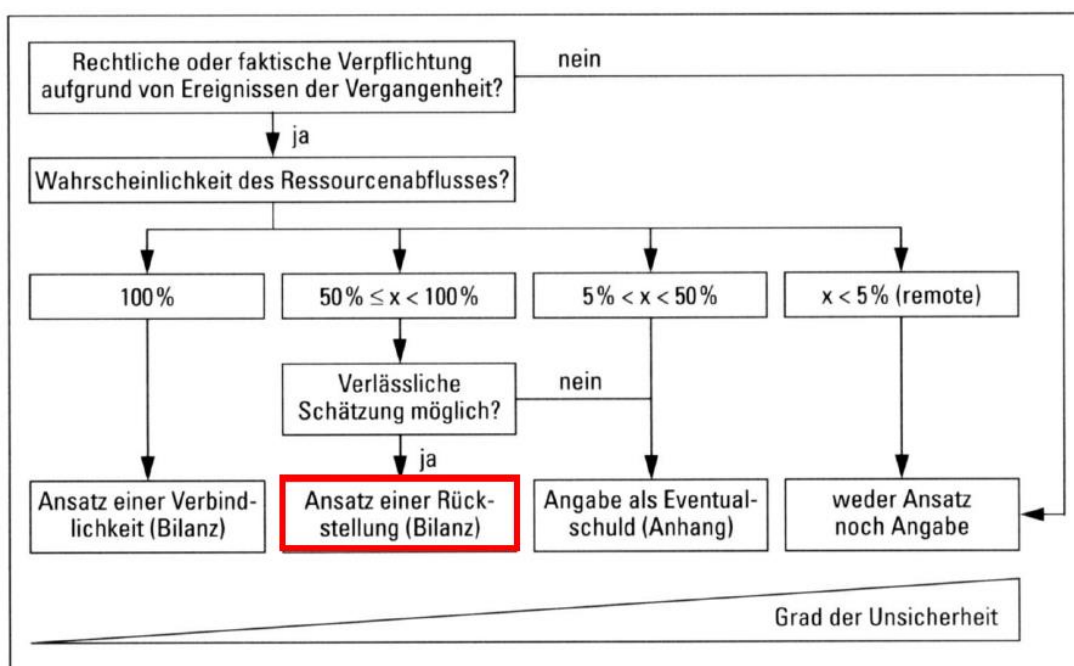 Rechtliche oder faktische Verpflichtung
aufgrund von Ereignissen der Vergangenheit?
nein
ja
Wahrscheinlichkeit des Ressourcenabflusses?
100%
50% ≤ x < 100%
5% < x < 50%
x < 5% (remote)
Verlässliche
Schätzung möglich?
nein
ja
Ansatz einer Verbind-
lichkeit (Bilanz)
Ansatz einer Rück-
stellung (Bilanz)
Angabe als Eventual-
schuld (Anhang)
weder Ansatz
noch Angabe
Grad der Unsicherheit